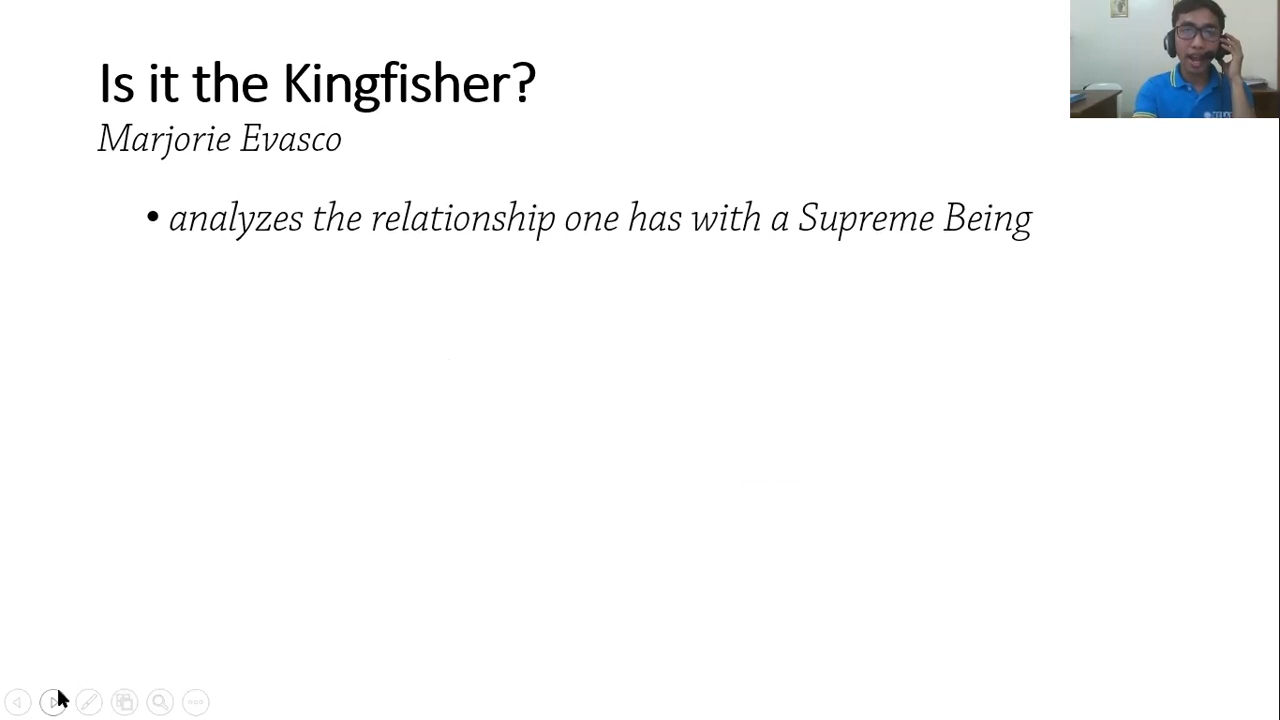 Is it the Kingfisher?
Marjorie Evasco
• analyzes the relationship one has with a Supreme Being